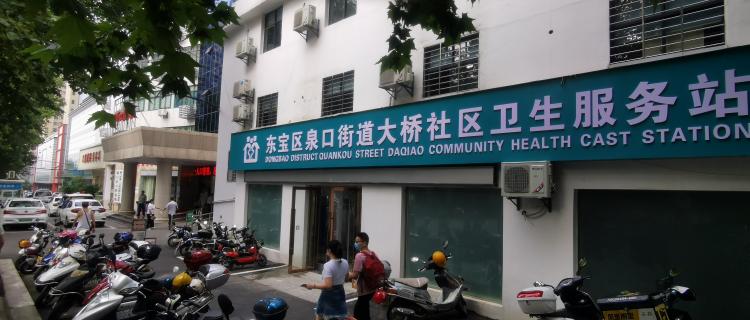 东宝区泉口街道大桥社区卫生服务站
DONGBAO DISTRUCT QUANKOU STREET DAQIAO COMMUNITY HEALTH CAST STATION